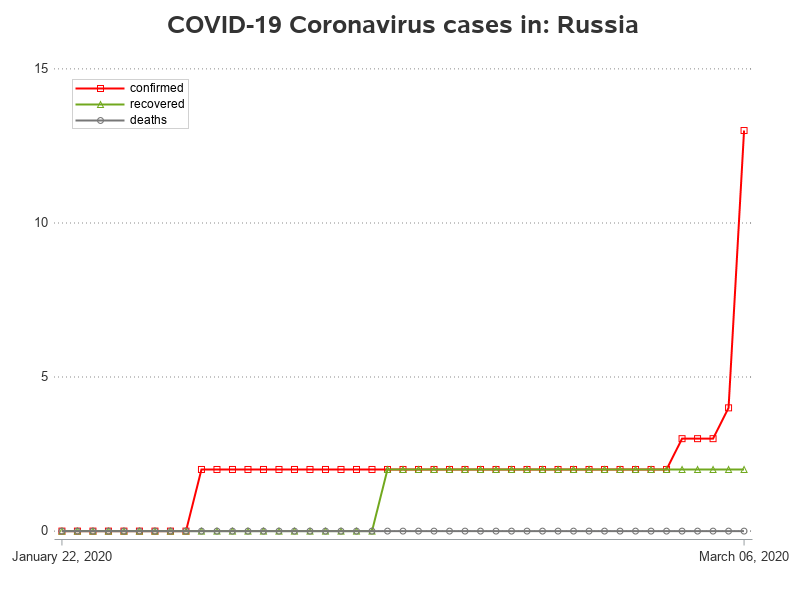 COVID-19 Coronavirus cases in: Russia
15
confirmed
recovered
deaths
10
5
0
January 22, 2020
March 06, 2020